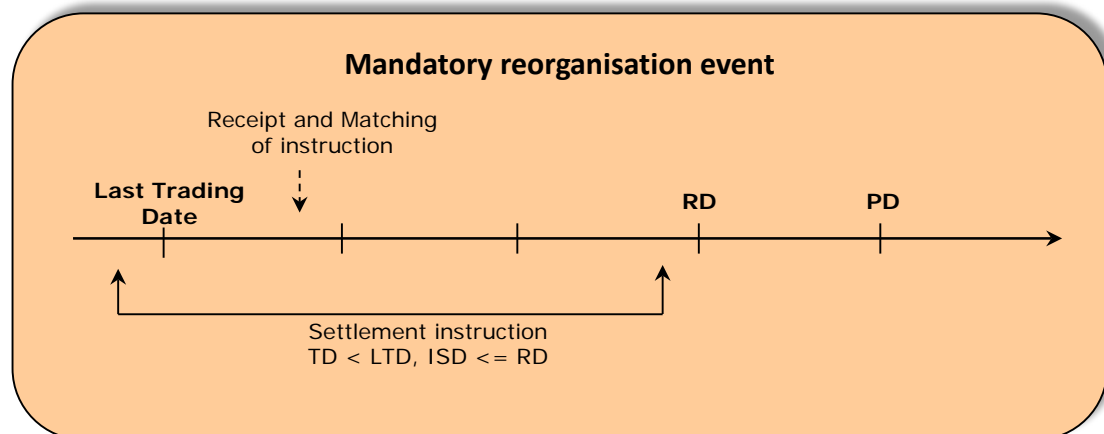 Mandatory reorganisation event
Receipt and Matching
of instruction
Last Trading
Date
RD
PD
Settlement instruction
TD < LTD, ISD <= RD